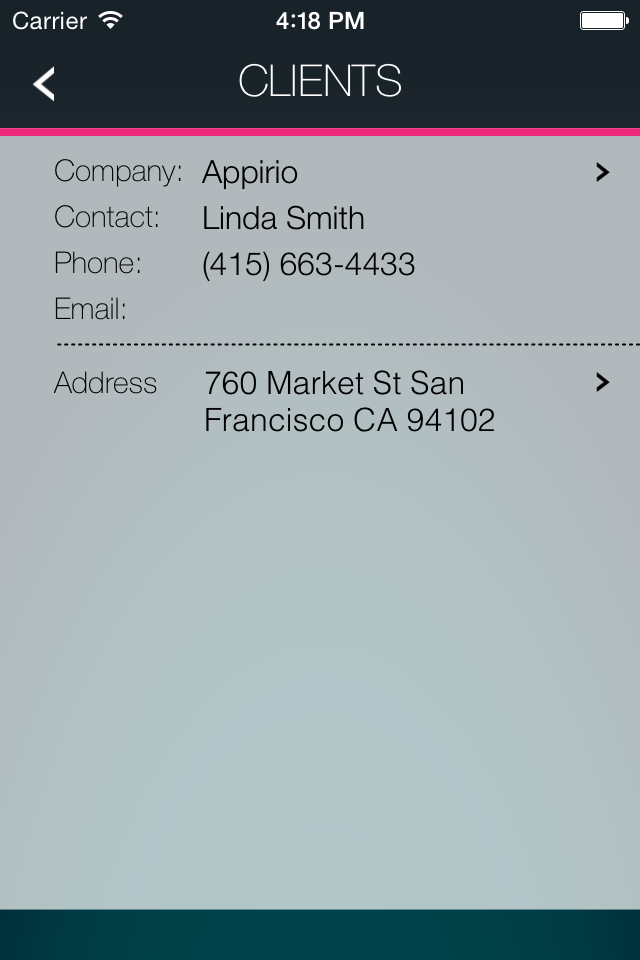 Carrier 4:18 PM
CLIENTS
Company: Appirio
Contact: Linda Smith
Phone: (415) 663-4433
Email:
Address 760 Market St San
Francisco CA 94102